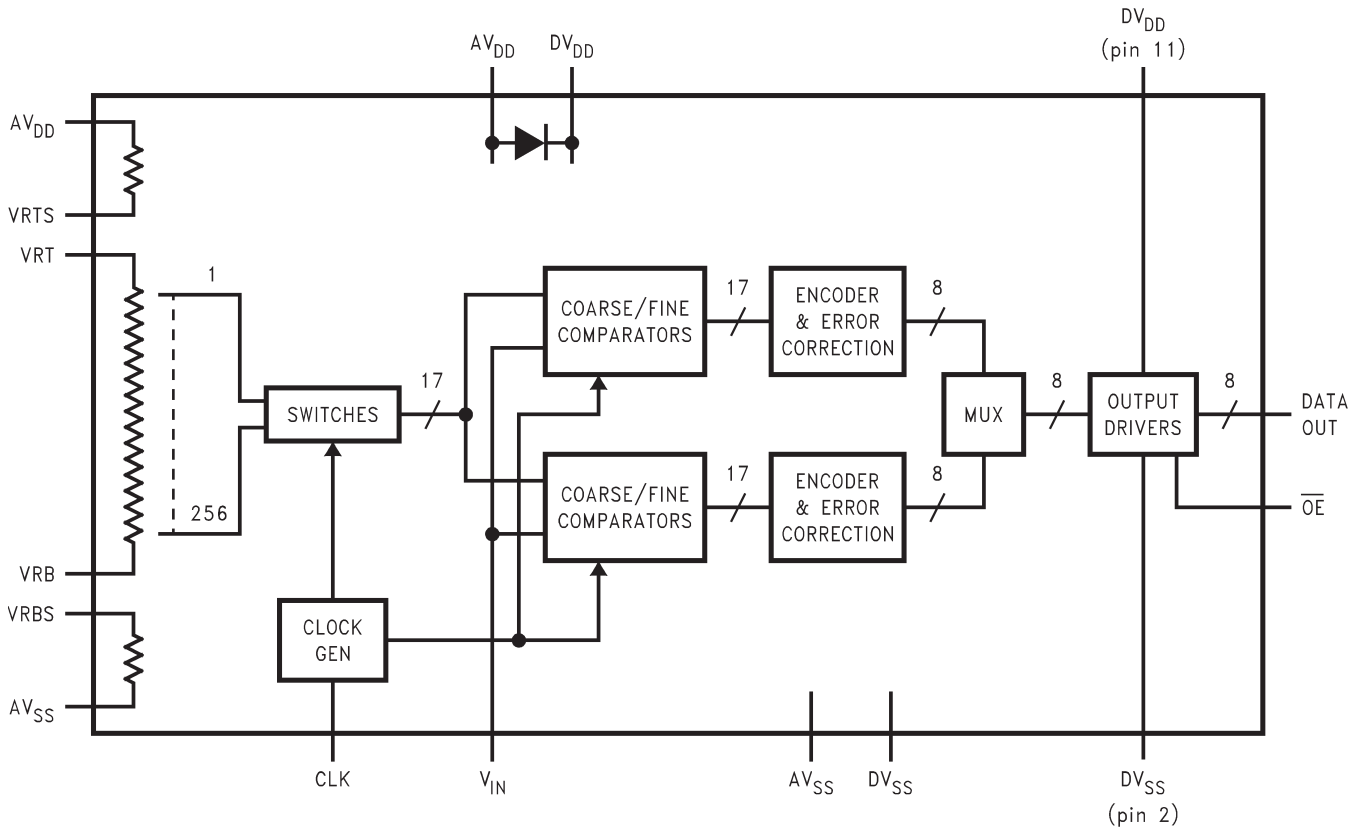 DVDD
(pin 11)
AVDD DVDD
AVDD
VRTS
VRT
1
256
VRB
VRBS
AVSS
SWITCHES
17
CLOCK
GEN
COARSE/FINE
COMPARATORS
17
ENCODER
& ERROR
CORRECTION
8
COARSE/FINE
COMPARATORS
17
ENCODER
& ERROR
CORRECTION
8
MUX
8
OUTPUT
DRIVERS
8
DATA
OUT
OE
CLK
VIN
AVSS DVSS
DVSS
(pin 2)